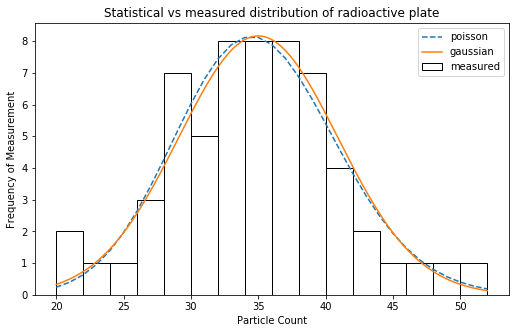 Statistical vs measured distribution of radioactive plate
poisson
gaussian
measured
Frequency of Measurement
8
7
6
5
4
3
2
1
0
20 25 30 35 40 45 50
Particle Count